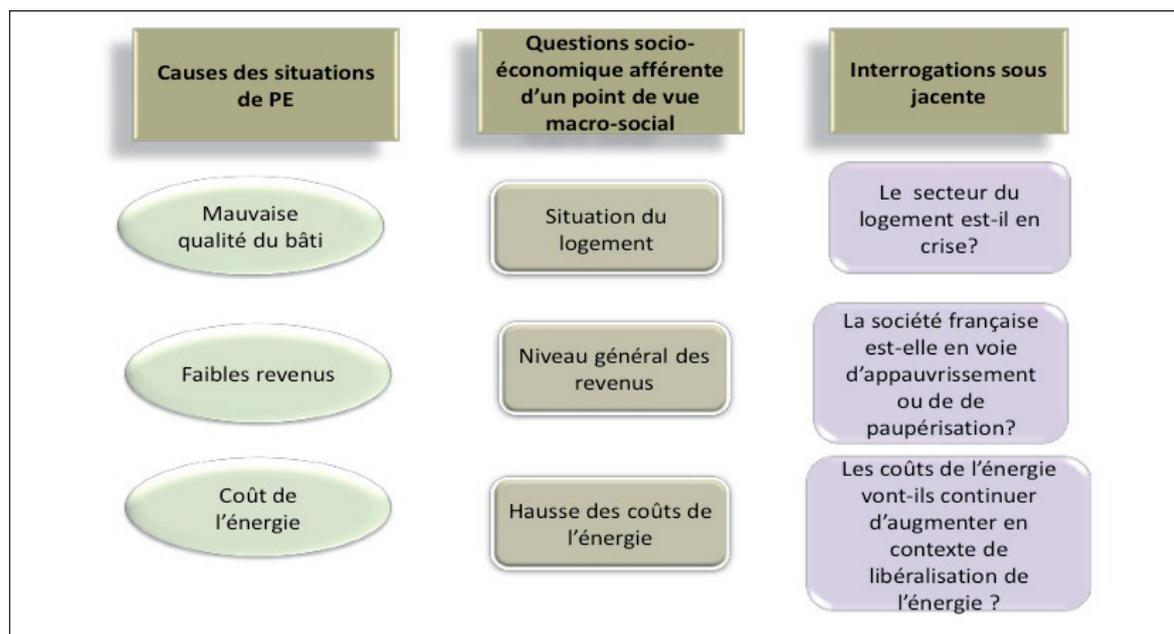 Causes des situations
de PE
Questions socio-
économique afférente
d’un point de vue
macro-social
Interrogations sous
jacente
Mauvaise
qualité du bâti
Situation du
logement
Le secteur du
logement est-il en
crise?
Faibles revenus
Niveau général des
revenus
La société française
est-elle en voie
d’appauvrissement
ou de de
paupérisation?
Coût de
l’énergie
Hausse des coûts de
l’énergie
Les coûts de l’énergie
vont-ils continuer
d’augmenter en
contexte de
libéralisation de
l’énergie ?